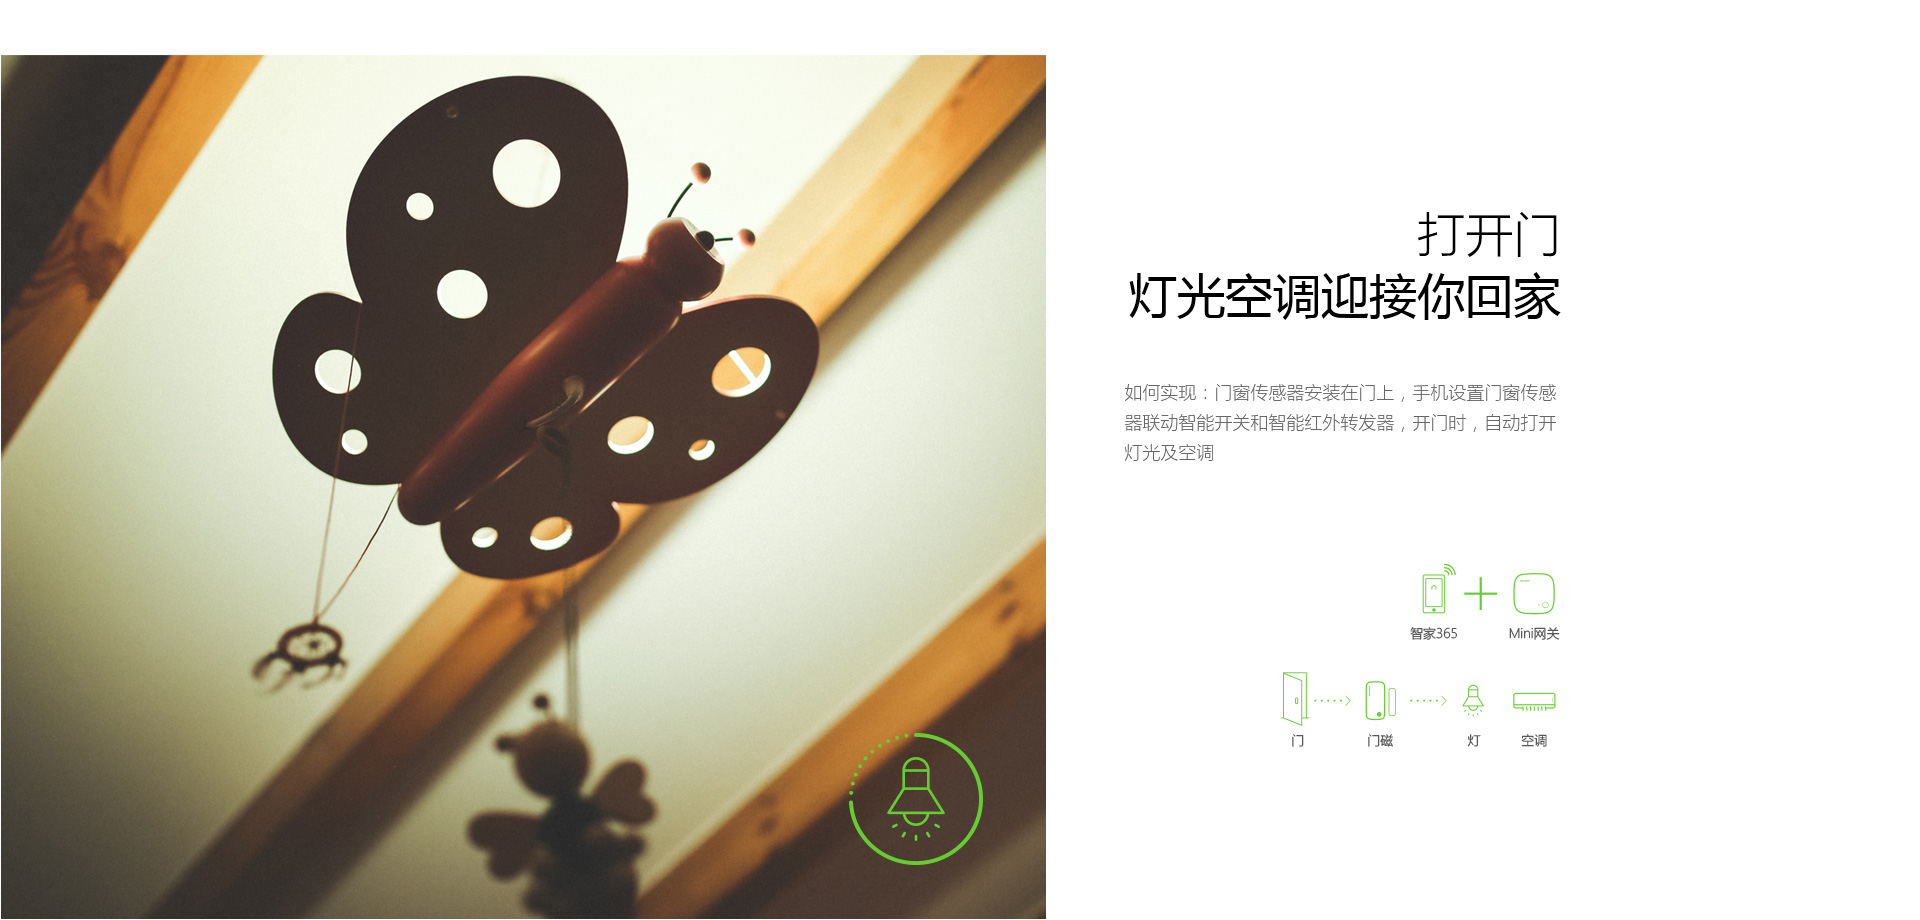 打开门
灯光空调迎接你回家
如何实现：门窗传感器安装在门上，手机设置门窗传感
器联动智能开关和智能红外转发器，开门时，自动打开
灯光及空调
智家365 Mini网关
门 门磁 灯 空调